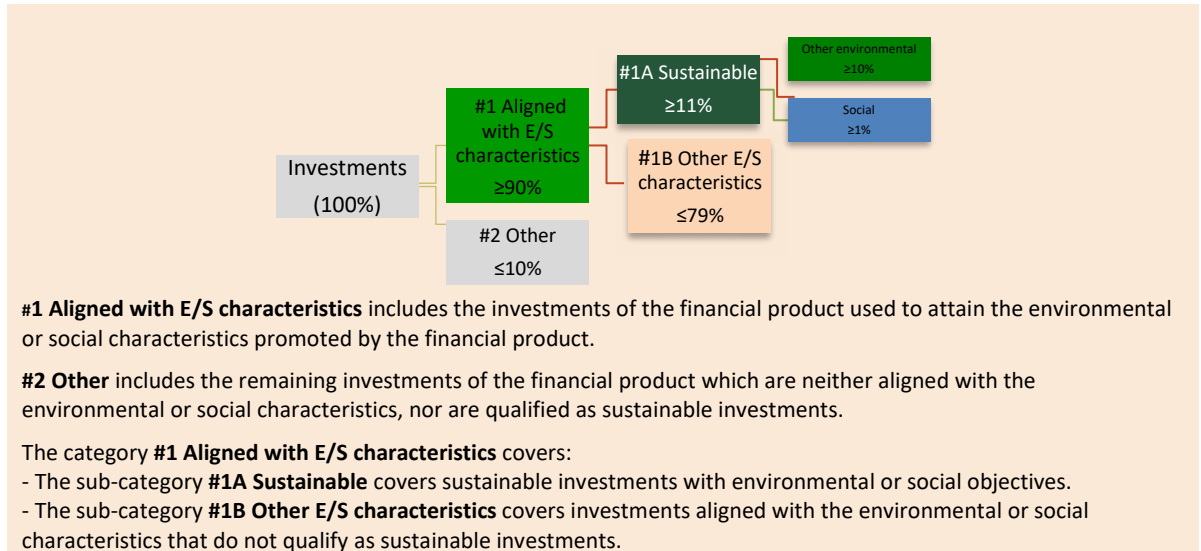 Investments
(100%)
#1 Aligned
with E/S
characteristics
≥90%
#2 Other
≤10%
#1A Sustainable
≥11%
#1B Other E/S
characteristics
≤79%
Other environmental
≥10%
Social
≥1%
#1 Aligned with E/S characteristics includes the investments of the financial product used to attain the environmental
or social characteristics promoted by the financial product.
#2 Other includes the remaining investments of the financial product which are neither aligned with the
environmental or social characteristics, nor are qualified as sustainable investments.
The category #1 Aligned with E/S characteristics covers:
- The sub-category #1A Sustainable covers sustainable investments with environmental or social objectives.
- The sub-category #1B Other E/S characteristics covers investments aligned with the environmental or social
characteristics that do not qualify as sustainable investments.